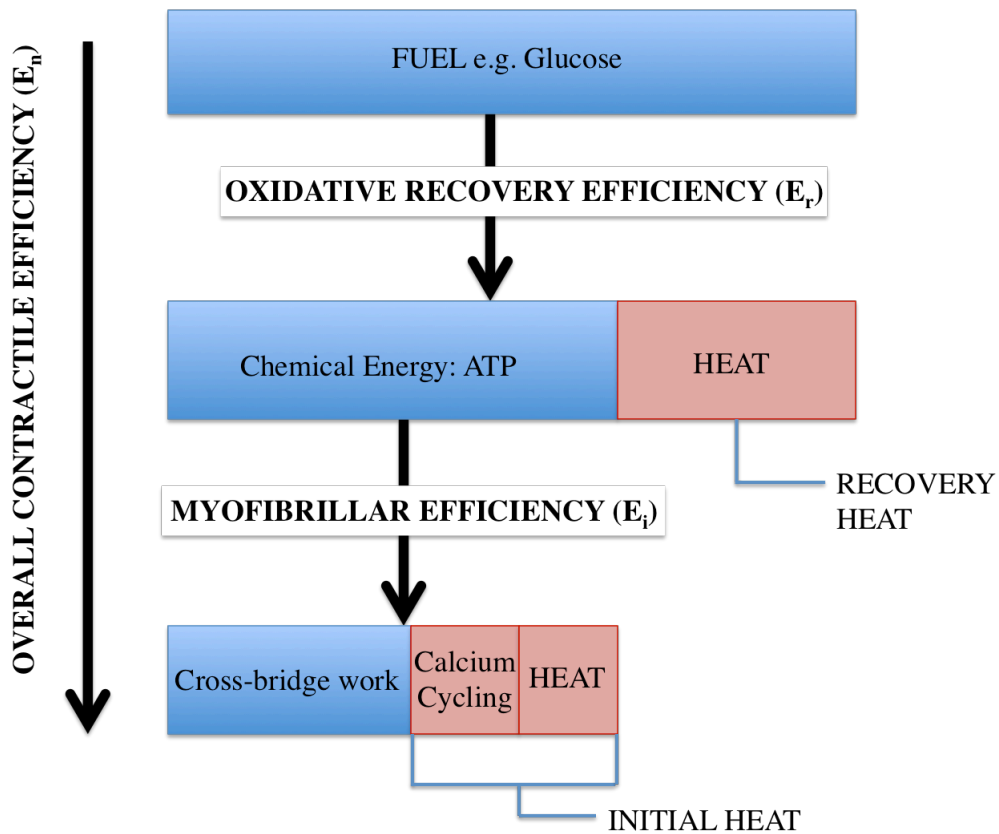 OVERALL CONTRACTILE EFFICIENCY (Eₙ)
FUEL e.g. Glucose
OXIDATIVE RECOVERY EFFICIENCY (Eᵣ)
Chemical Energy: ATP
HEAT
RECOVERY
HEAT
MYOFIBRILLAR EFFICIENCY (Eᵢ)
Cross-bridge work
Calcium
Cycling
HEAT
INITIAL HEAT